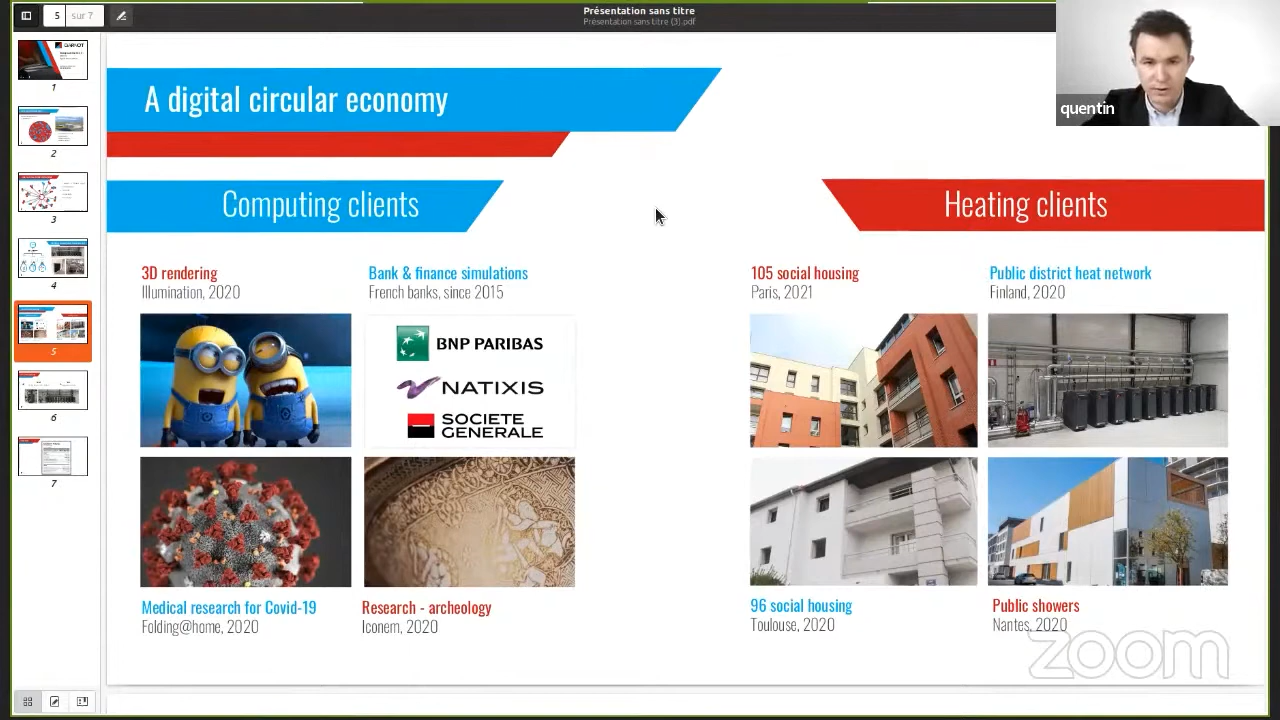 Présentation sans titre
Présentation sans titre (3).pdf
5 sur 7
quentin
1
2
3
4
5
6
7
A digital circular economy
Computing clients
3D rendering
Illumination, 2020
Bank & finance simulations
French banks, since 2015
BNP PARIBAS
NATIXIS
SOCIETE
GENERALE
Medical research for Covid-19
Folding@home, 2020
Research - archeology
Iconem, 2020
Heating clients
105 social housing
Paris, 2021
Public district heat network
Finland, 2020
96 social housing
Toulouse, 2020
Public showers
Nantes, 2020
zoom